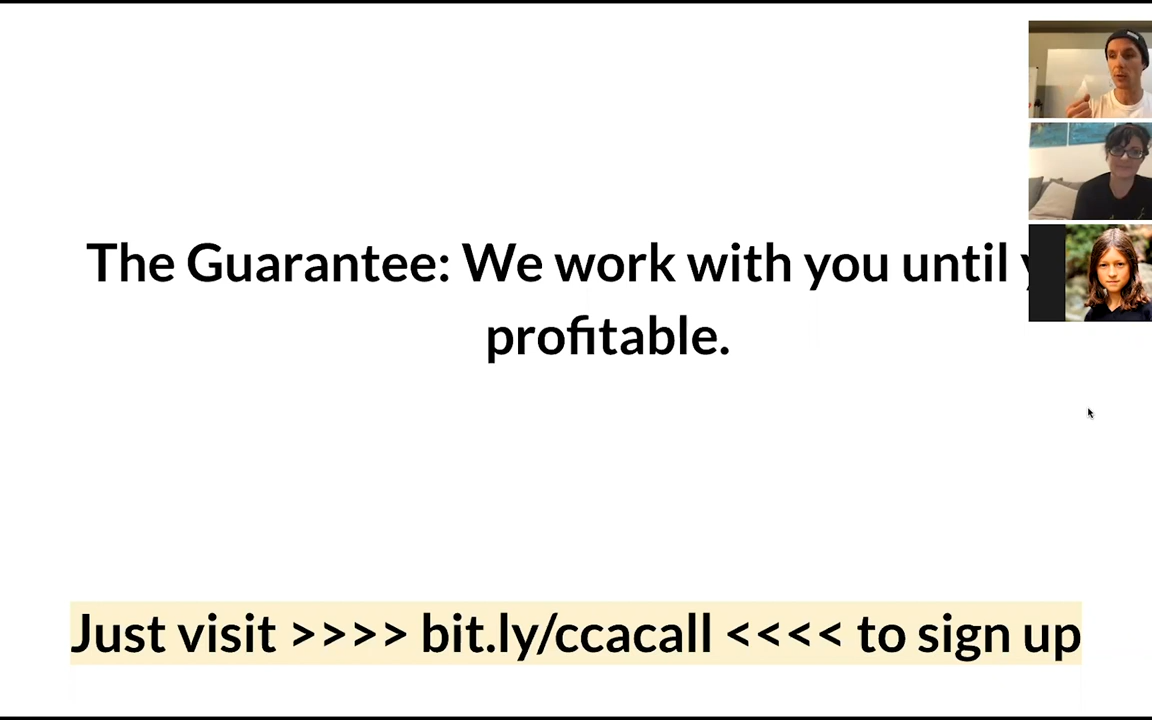 The Guarantee: We work with you until
profitable.
Just visit >>>> bit.ly/ccacall <<<< to sign up